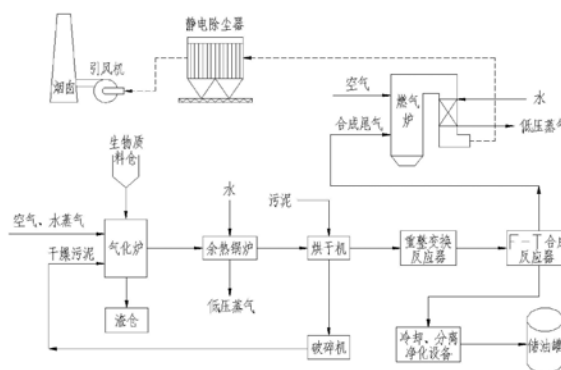 静电除尘器
引风机
烟囱
空气
燃气
炉
水
合成尾气
低压蒸气
生物质
料仓
水
污泥
空气、水蒸气
干燥污泥
气化炉
余热锅炉
烘干机
重整变换
反应器
F-T合成
反应器
渣仓
低压蒸气
破碎机
冷却、分离
净化设备
储油罐